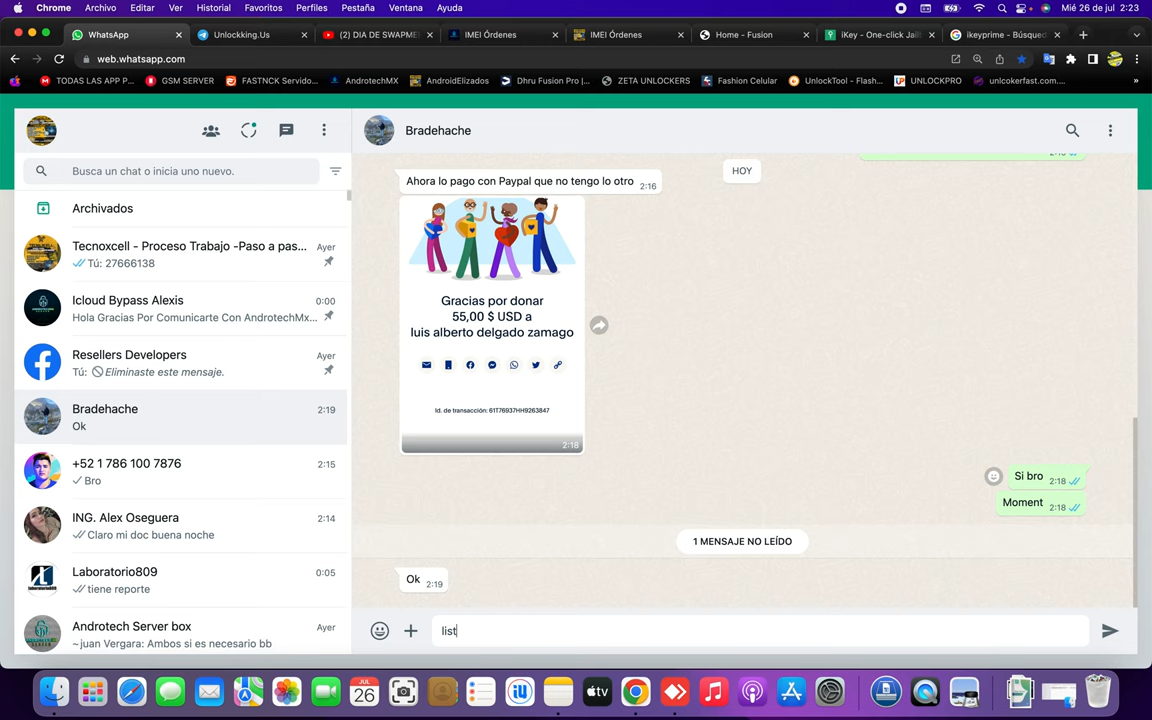 Chrome Archivo Editar Ver Historial Favoritos Perfiles Pestaña Ventana Ayuda Mié 26 de jul 2:23
WhatsApp Unlockking.Us (2) DIA DE SWAPME IMEI Órdenes IMEI Órdenes Home - Fusion iKey - One-click Jail ikeyprime - Búsqued
web.whatsapp.com
TODAS LAS APP P... GSM SERVER FASTNCK Servido... AndrotechMX AndroidElizados Dhru Fusion Pro |... ZETA UNLOCKERS Fashion Celular UnlockTool - Flash... UNLOCKPRO unlcokerfast.com.... »
Bradehache
Busca un chat o inicia uno nuevo.
Archivados
Tecnoxcell - Proceso Trabajo -Paso a pas... Ayer
Tú: 27666138
Icloud Bypass Alexis 0:00
Hola Gracias Por Comunicarte Con AndrotechMx...
Resellers Developers Ayer
Tú: Eliminaste este mensaje.
Bradehache 2:19
Ok
+52 1 786 100 7876 2:15
Bro
ING. Alex Oseguera 2:14
Claro mi doc buena noche
Laboratorio809 0:05
tiene reporte
Androtech Server box Ayer
~juan Vergara: Ambos si es necesario bb
HOY
Ahora lo pago con Paypal que no tengo lo otro 2:16
Gracias por donar
55,00 $ USD a
luis alberto delgado zamago
Id. de transacción: 61T76937HH9263847
2:18
Si bro 2:18
Moment 2:18
1 MENSAJE NO LEÍDO
Ok 2:19
list
JUL
26